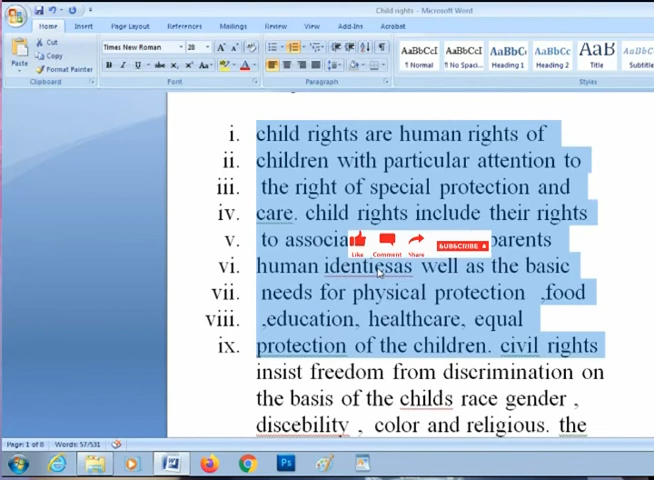 Child rights - Microsoft Word
Home Insert Page Layout References Mailings Review View Add-Ins Acrobat
Paste
Cut
Copy
Format Painter
Clipboard
Times New Roman 28
Font
Paragraph
AaBbCcI AaBbCcI AaBbC AaBbCc AaB AaBbCc
¶ Normal ¶ No Spaci... Heading 1 Heading 2 Title Subtitle
Styles
i. child rights are human rights of
ii. children with particular attention to
iii. the right of special protection and
iv. care. child rights include their rights
v. to associa parents
Like Comment Share SUBSCRIBE
vi. human identiesas well as the basic
vii. needs for physical protection ,food
viii. ,education, healthcare, equal
ix. protection of the children. civil rights
insist freedom from discrimination on
the basis of the childs race gender ,
discebility , color and religious. the
Page: 1 of 8 Words: 57/531